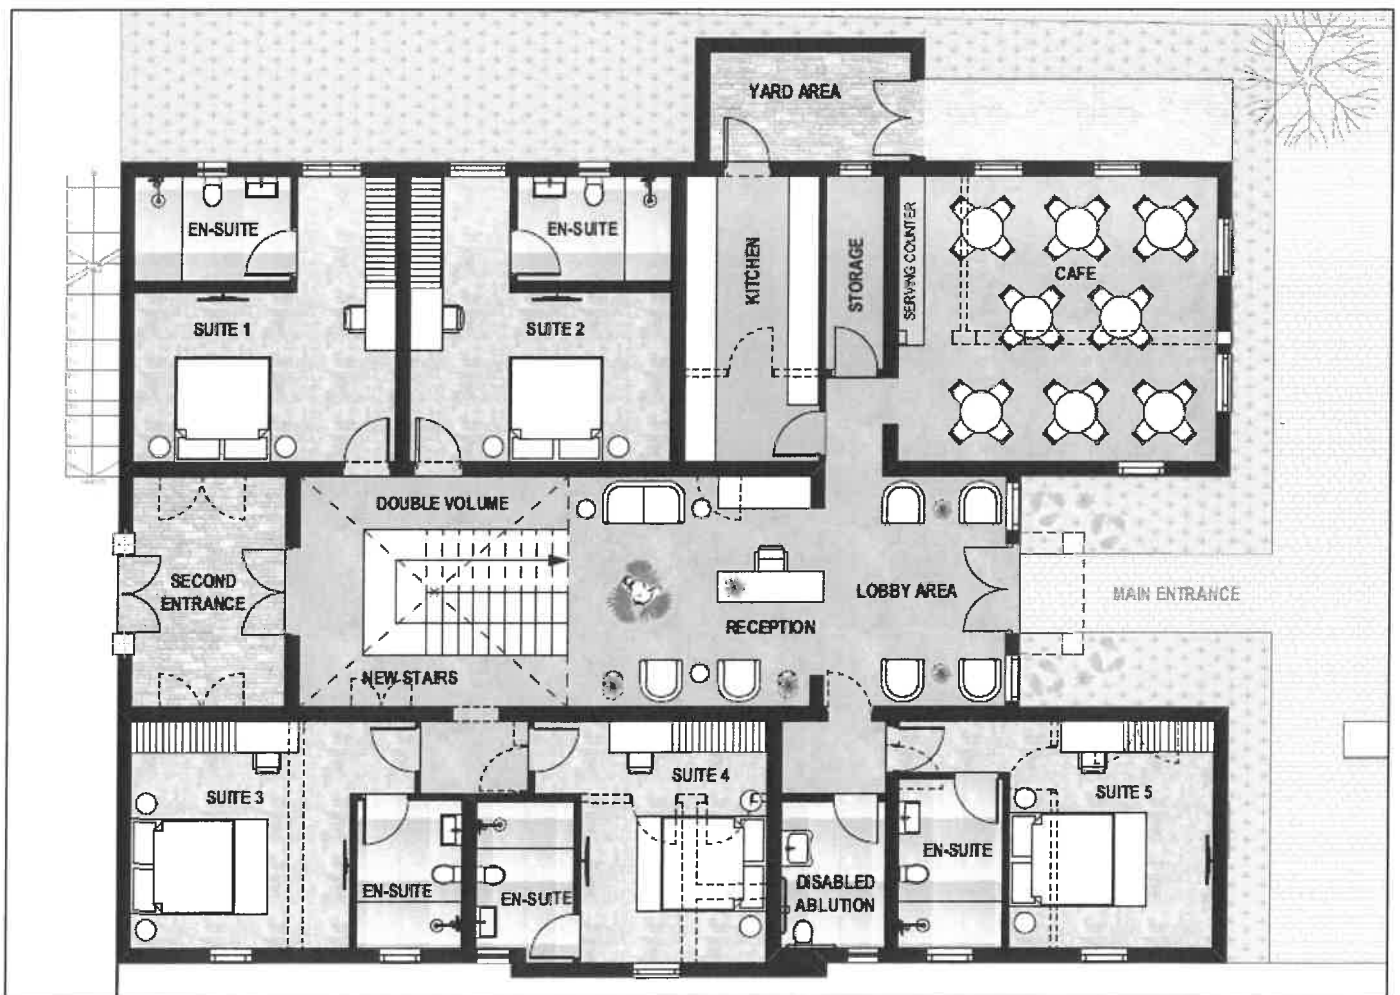 YARD AREA
EN-SUITE
EN-SUITE
KITCHEN
STORAGE
SERVING COUNTER
CAFE
SUITE 1
SUITE 2
DOUBLE VOLUME
SECOND
ENTRANCE
LOBBY AREA
MAIN ENTRANCE
RECEPTION
NEW STAIRS
SUITE 3
SUITE 4
SUITE 5
EN-SUITE
EN-SUITE
EN-SUITE
DISABLED
ABLUTION